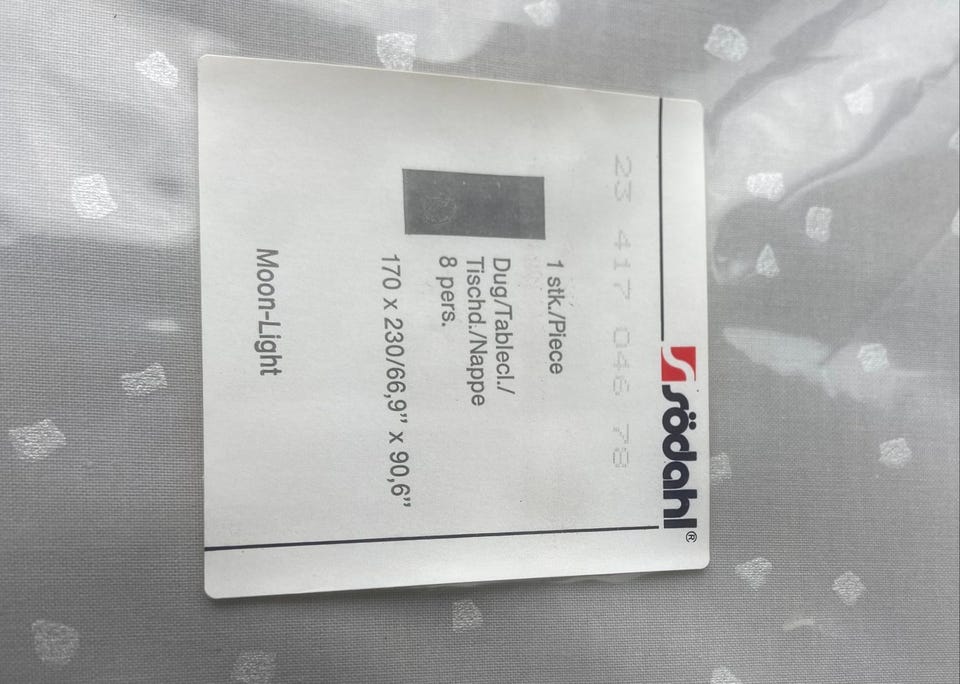 södahl®
23 417 046 78
1 stk./Piece
Dug/Tablecl./
Tischd./Nappe
8 pers.
170 x 230/66,9” x 90,6”
Moon-Light